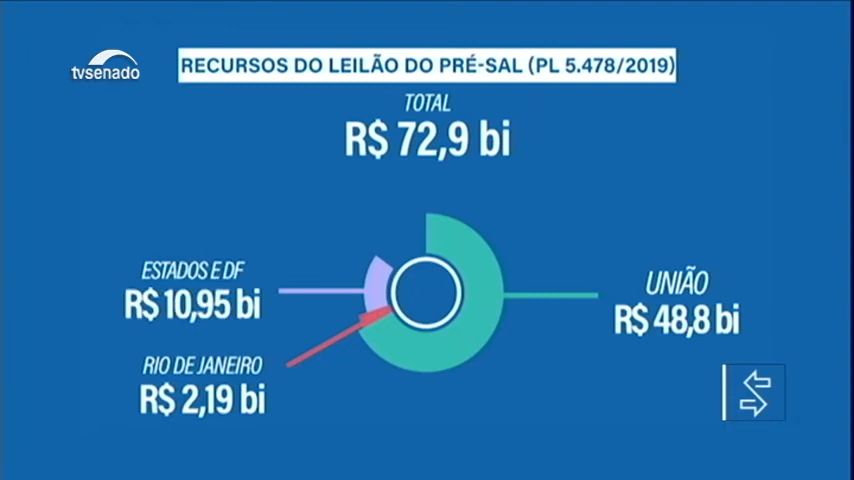 tvsenado
RECURSOS DO LEILÃO DO PRÉ-SAL (PL 5.478/2019)
TOTAL
R$ 72,9 bi
ESTADOS E DF
R$ 10,95 bi
UNIÃO
R$ 48,8 bi
RIO DE JANEIRO
R$ 2,19 bi